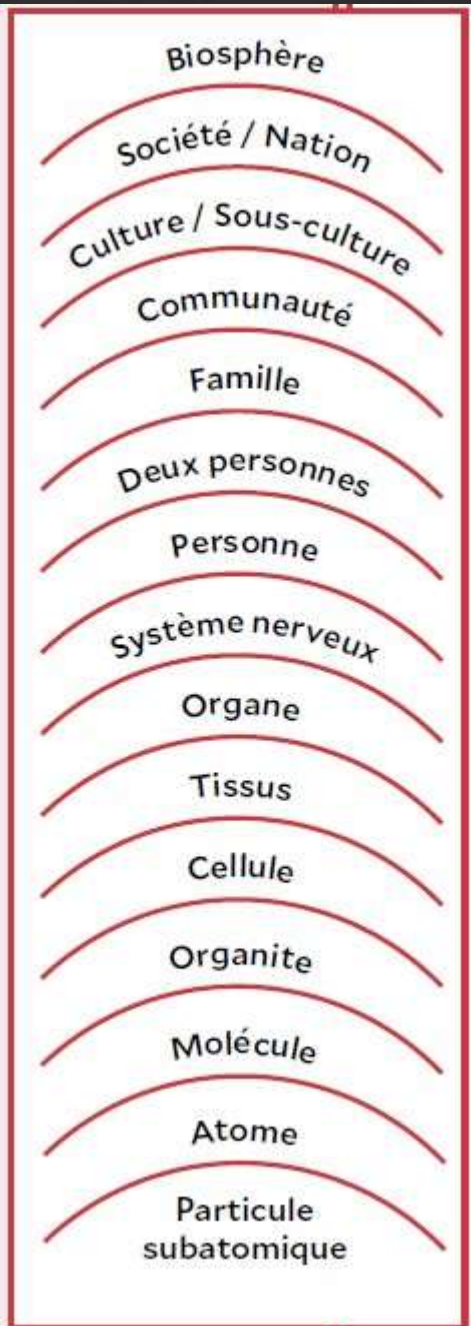 Biosphère
Société / Nation
Culture / Sous-culture
Communauté
Famille
Deux personnes
Personne
Système nerveux
Organe
Tissus
Cellule
Organite
Molécule
Atome
Particule
subatomique